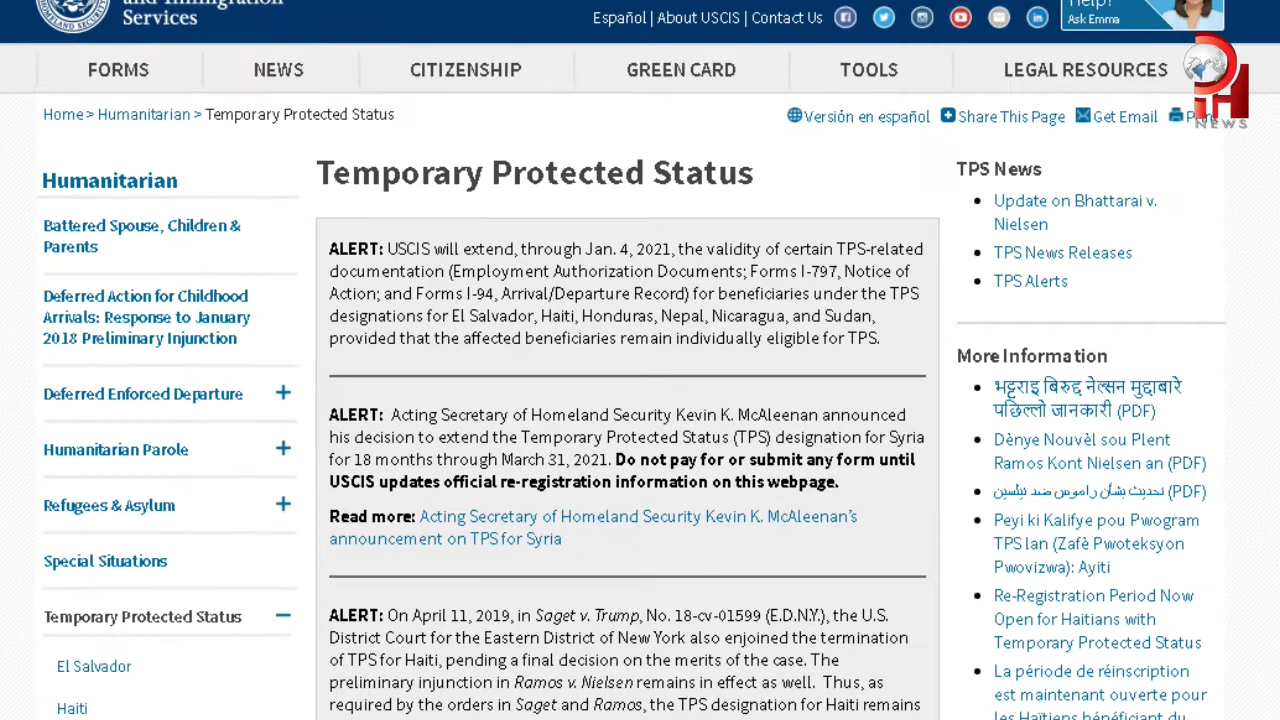 and Immigration
Services
Español | About USCIS | Contact Us
Help?
Ask Emma
FORMS
NEWS
CITIZENSHIP
GREEN CARD
TOOLS
LEGAL RESOURCES
PH
NEWS
Home > Humanitarian > Temporary Protected Status
Versión en español
Share This Page
Get Email
Humanitarian
Battered Spouse, Children &
Parents
Deferred Action for Childhood
Arrivals: Response to January
2018 Preliminary Injunction
Deferred Enforced Departure +
Humanitarian Parole +
Refugees & Asylum +
Special Situations
Temporary Protected Status −
El Salvador
Haiti
Temporary Protected Status
ALERT: USCIS will extend, through Jan. 4, 2021, the validity of certain TPS-related
documentation (Employment Authorization Documents; Forms I-797, Notice of
Action; and Forms I-94, Arrival/Departure Record) for beneficiaries under the TPS
designations for El Salvador, Haiti, Honduras, Nepal, Nicaragua, and Sudan,
provided that the affected beneficiaries remain individually eligible for TPS.
ALERT: Acting Secretary of Homeland Security Kevin K. McAleenan announced
his decision to extend the Temporary Protected Status (TPS) designation for Syria
for 18 months through March 31, 2021. Do not pay for or submit any form until
USCIS updates official re-registration information on this webpage.
Read more: Acting Secretary of Homeland Security Kevin K. McAleenan's
announcement on TPS for Syria
ALERT: On April 11, 2019, in Saget v. Trump, No. 18-cv-01599 (E.D.N.Y.), the U.S.
District Court for the Eastern District of New York also enjoined the termination
of TPS for Haiti, pending a final decision on the merits of the case. The
preliminary injunction in Ramos v. Nielsen remains in effect as well. Thus, as
required by the orders in Saget and Ramos, the TPS designation for Haiti remains
TPS News
Update on Bhattarai v.
Nielsen
TPS News Releases
TPS Alerts
More Information
भट्टराइ बिरुद्द नेल्सन मुद्दाबारे
पछिल्लो जानकारी (PDF)
Dènye Nouvèl sou Plent
Ramos Kont Nielsen an (PDF)
تحديث بشأن راموس ضد نيلسين (PDF)
Peyi ki Kalifye pou Pwogram
TPS lan (Zafè Pwoteksyon
Pwovizwa): Ayiti
Re-Registration Period Now
Open for Haitians with
Temporary Protected Status
La période de réinscription
est maintenant ouverte pour
les Haïtiens bénéficiant du